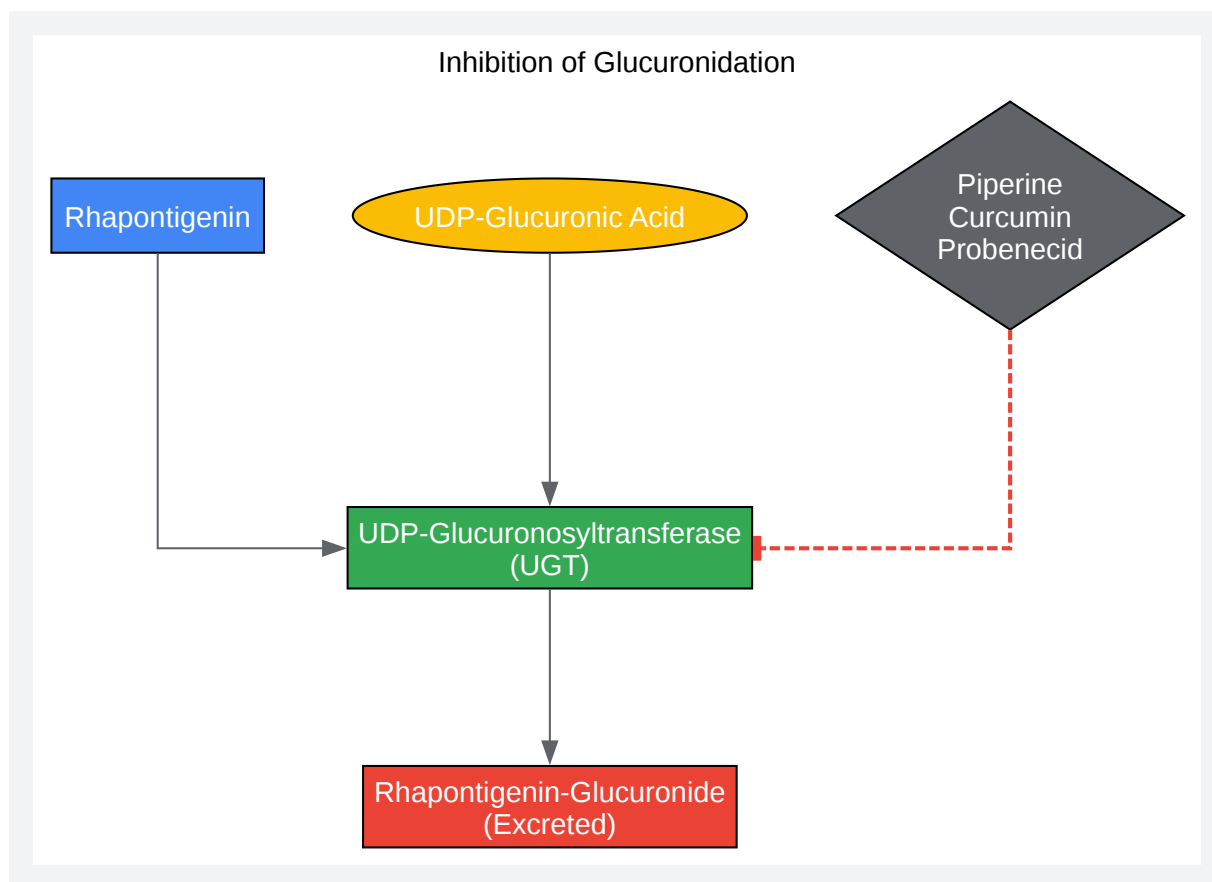 Inhibition of Glucuronidation
Rhapontigenin
UDP-Glucuronic Acid
Piperine
Curcumin
Probenecid
UDP-Glucuronosyltransferase
(UGT)
Rhapontigenin-Glucuronide
(Excreted)